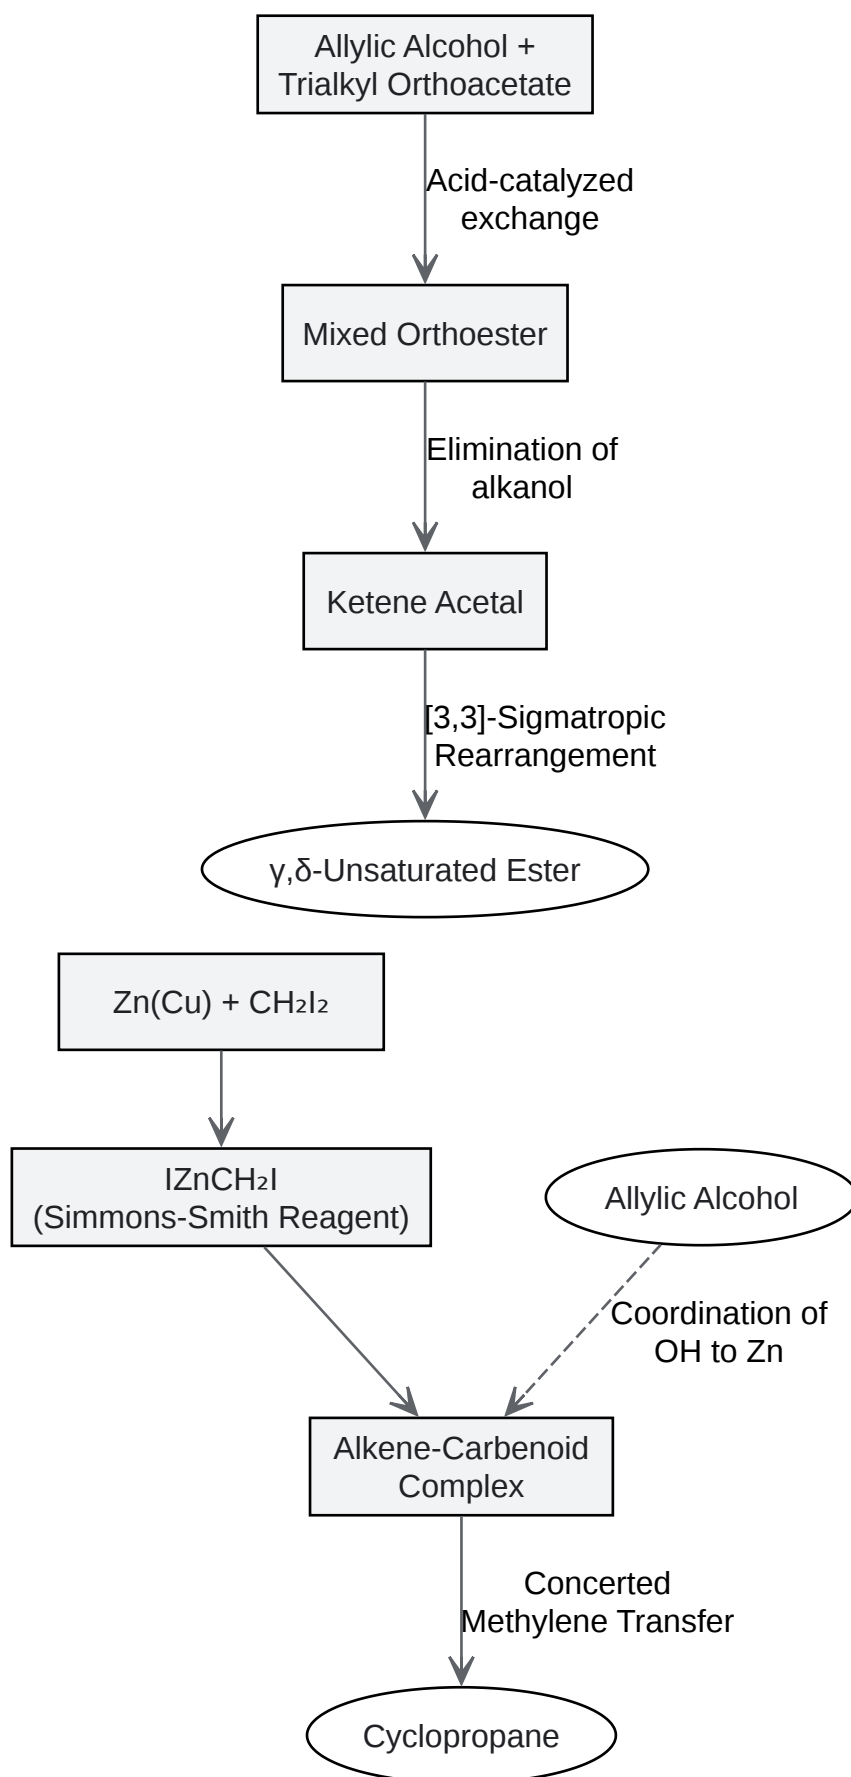 Allylic Alcohol +
Trialkyl Orthoacetate
Acid-catalyzed
exchange
Mixed Orthoester
Elimination of
alkanol
Ketene Acetal
[3,3]-Sigmatropic
Rearrangement
γ,δ-Unsaturated Ester
Zn(Cu) + CH₂I₂
IZnCH₂I
(Simmons-Smith Reagent)
Allylic Alcohol
Coordination of
OH to Zn
Alkene-Carbenoid
Complex
Concerted
Methylene Transfer
Cyclopropane